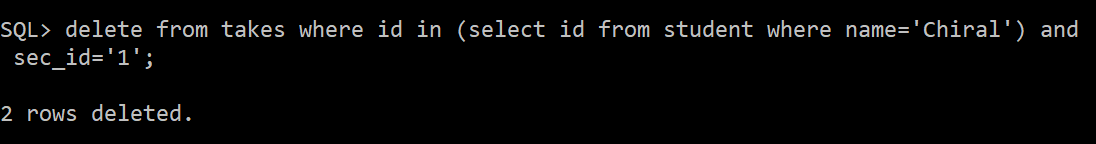 SQL> delete from takes where id in (select id from student where name='Chiral') and
sec_id='1';
2 rows deleted.